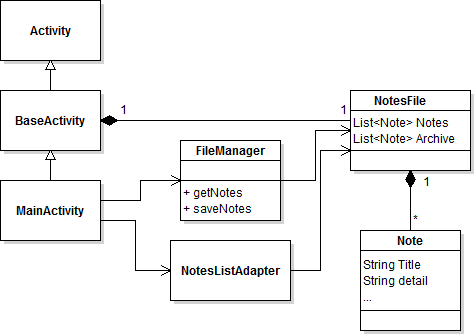 Activity
BaseActivity
1
1
NotesFile
List<Note> Notes
List<Note> Archive
FileManager
+ getNotes
+ saveNotes
MainActivity
1
*
NotesListAdapter
Note
String Title
String detail
...